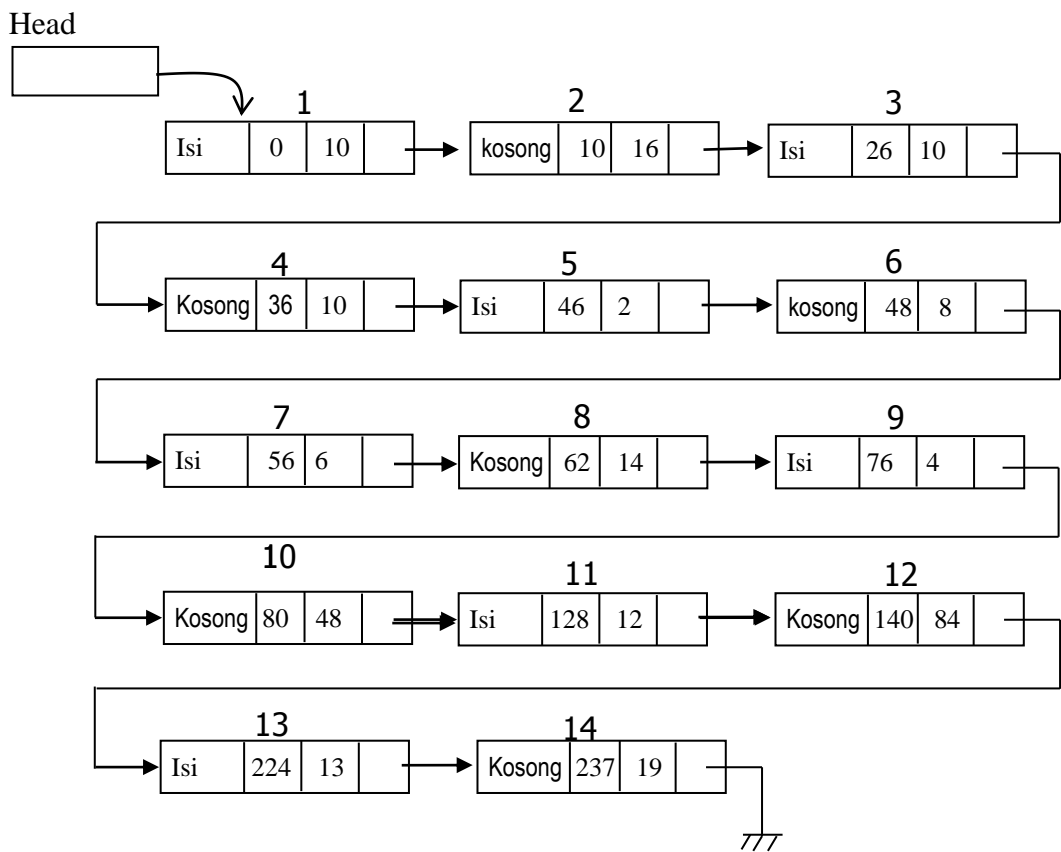 Head
1 2 3
Isi 0 10 kosong 10 16 Isi 26 10
4 5 6
Kosong 36 10 Isi 46 2 kosong 48 8
7 8 9
Isi 56 6 Kosong 62 14 Isi 76 4
10 11 12
Kosong 80 48 Isi 128 12 Kosong 140 84
13 14
Isi 224 13 Kosong 237 19